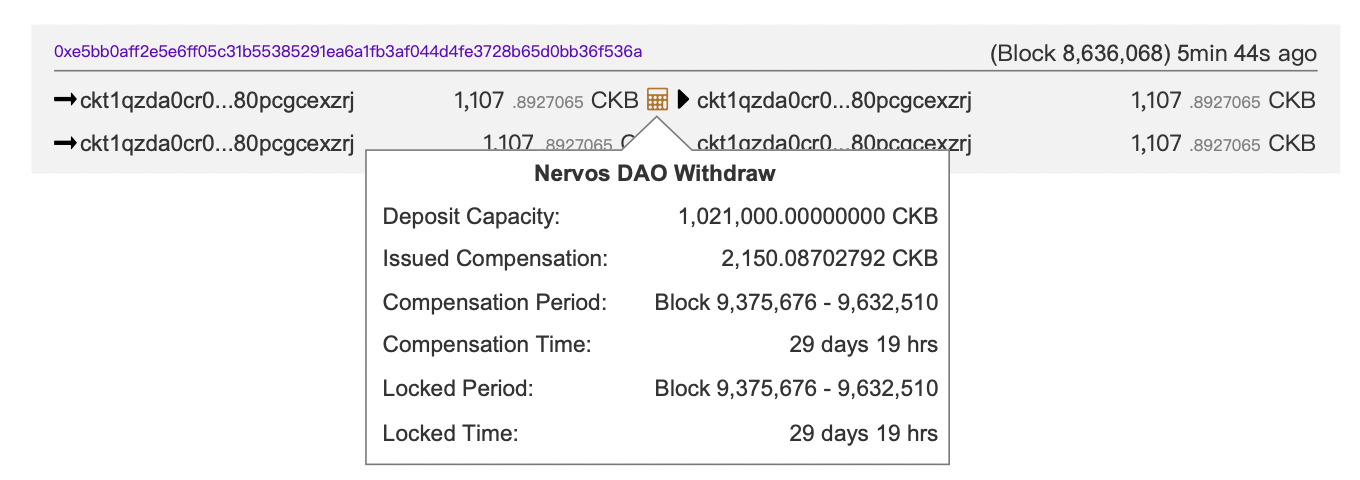 0xe5bb0aff2e5e6ff05c31b55385291ea6a1fb3af044d4fe3728b65d0bb36f536a (Block 8,636,068) 5min 44s ago
ckt1qzda0cr0...80pcgcexzrj 1,107 .8927065 CKB ckt1qzda0cr0...80pcgcexzrj 1,107 .8927065 CKB
ckt1qzda0cr0...80pcgcexzrj 1,107 .8927065 ckt1qzda0cr0...80pcgcexzrj 1,107 .8927065 CKB
Nervos DAO Withdraw
Deposit Capacity: 1,021,000.00000000 CKB
Issued Compensation: 2,150.08702792 CKB
Compensation Period: Block 9,375,676 - 9,632,510
Compensation Time: 29 days 19 hrs
Locked Period: Block 9,375,676 - 9,632,510
Locked Time: 29 days 19 hrs